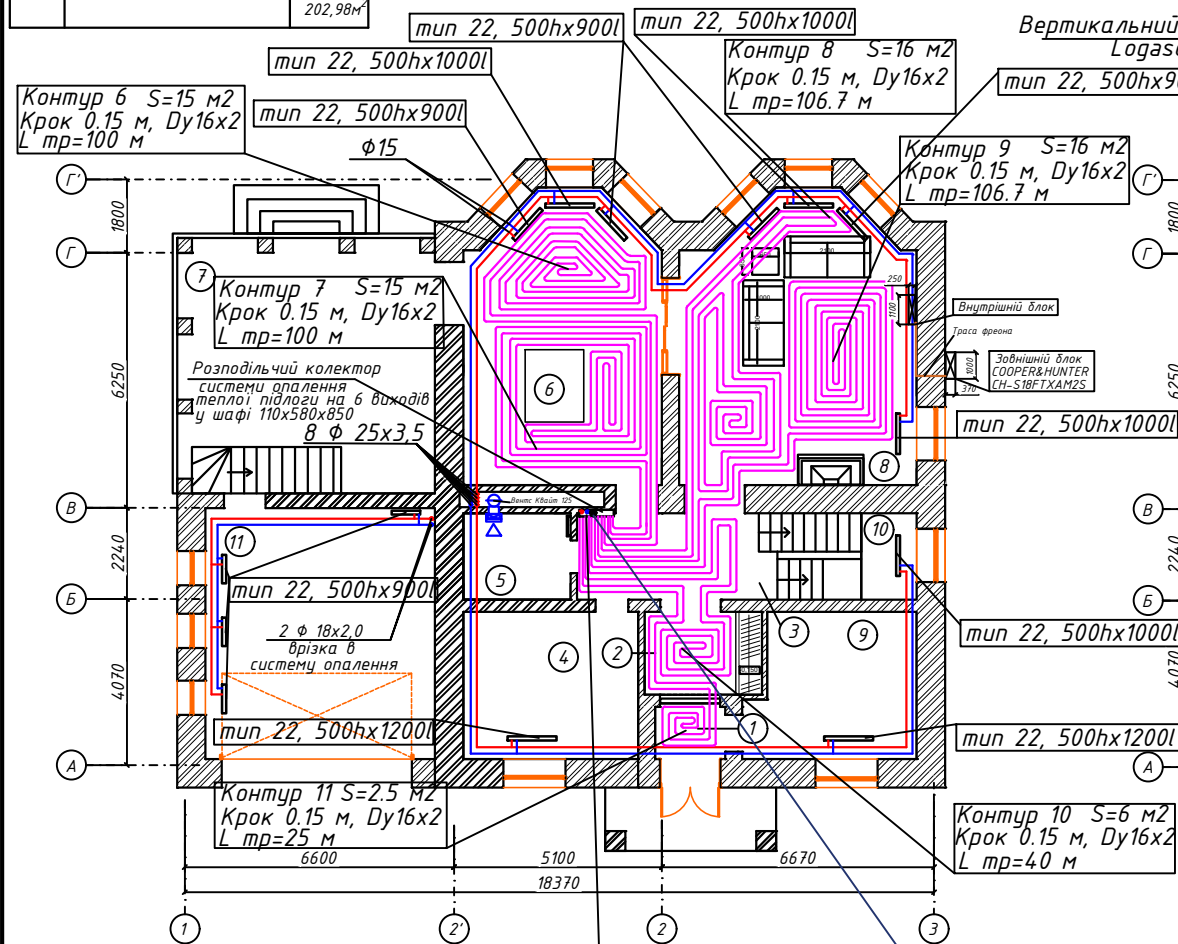 202,98м²
тип 22, 500hx900l
тип 22, 500hx1000l
Вертикальний
тип 22, 500hx1000l
Контур 8 S=16 м2
Крок 0.15 м, Dy16x2
L тр=106.7 м
Контур 6 S=15 м2
Крок 0.15 м, Dy16x2
L тр=100 м
тип 22, 500hx900l
Ф15
Контур 9 S=16 м2
Крок 0.15 м, Dy16x2
L тр=106.7 м
Г'
Г'
1800
1800
Г
Г
7
Контур 7 S=15 м2
Крок 0.15 м, Dy16x2
L тр=100 м
250
1100
Внутрішній блок
Траса фреона
Зовнішній блок
COOPER&HUNTER
CH-S18FTXAM2S
1000
370
Розподільчий колектор
системи опалення
теплої підлоги на 6 виходів
у шафі 110x580x850
6250
6250
6
8 Ф 25x3,5
тип 22, 500hx1000l
8
Вентс Квайт 125
В
В
11
10
2240
2240
5
тип 22, 500hx900l
Б
Б
2 Ф 18x2,0
врізка в
систему опалення
4
2
3
9
тип 22, 500hx1000l
4070
4070
тип 22, 500hx1200l
1
тип 22, 500hx1200l
А
А
Контур 11 S=2.5 м2
Крок 0.15 м, Dy16x2
L тр=25 м
Контур 10 S=6 м2
Крок 0.15 м, Dy16x2
L тр=40 м
6600
5100
6670
18370
1
2'
2
3